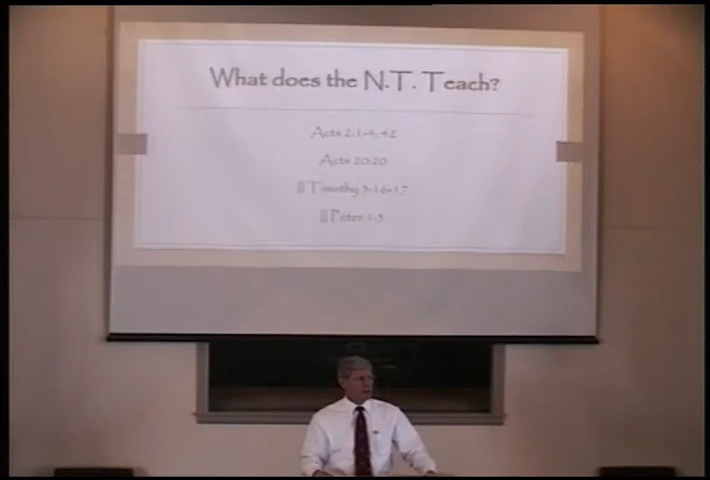 What does the N.T. Teach?
Acts 2:1-4; 42
Acts 20:20
II Timothy 3:16-17
II Peter 1:3